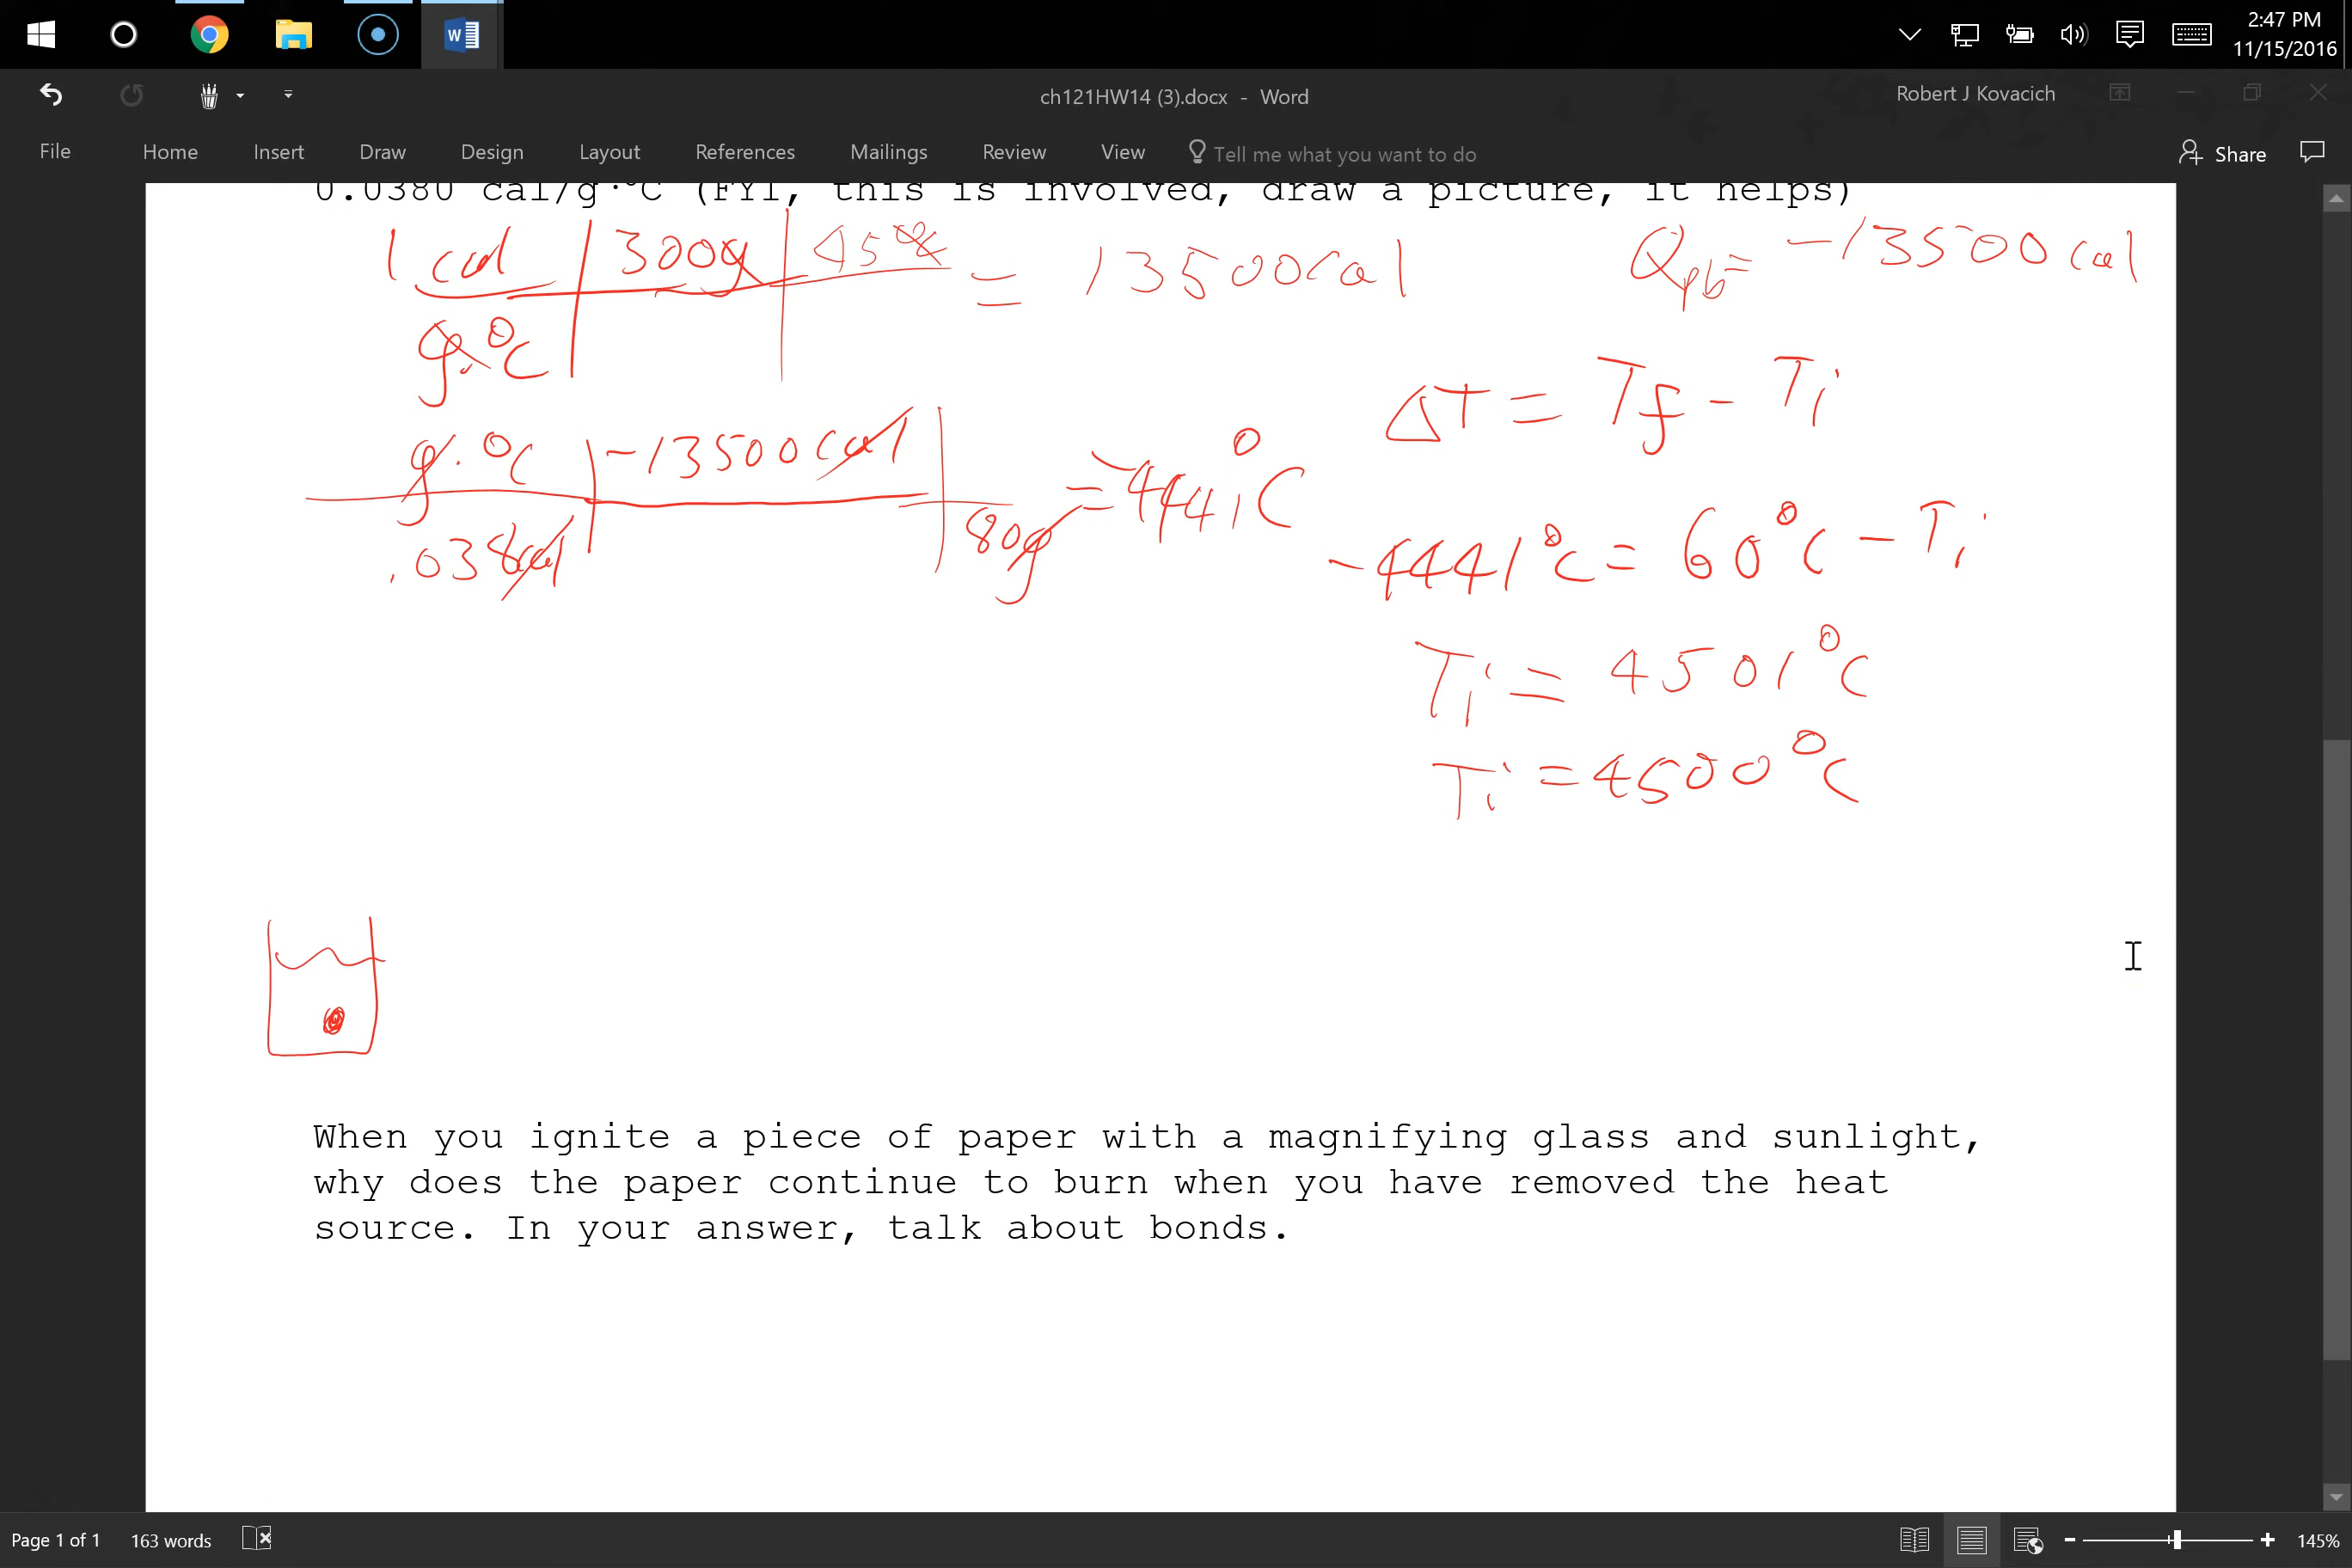 2:47 PM
11/15/2016
ch121HW14 (3).docx - Word
Robert J Kovacich
File Home Insert Draw Design Layout References Mailings Review View Tell me what you want to do Share
0.0380 cal/g·°C (FYI, this is involved, draw a picture, it helps)
1 cal | 300g | 45°C = 13500cal
g·°C
Qpb= -13500cal
ΔT = Tf - Ti
g·°C | -13500cal | = -4441°C
.038cal 80g
-4441°C = 60°C - Ti
Ti = 4501°C
Ti = 4500°C
When you ignite a piece of paper with a magnifying glass and sunlight,
why does the paper continue to burn when you have removed the heat
source. In your answer, talk about bonds.
Page 1 of 1 163 words 145%